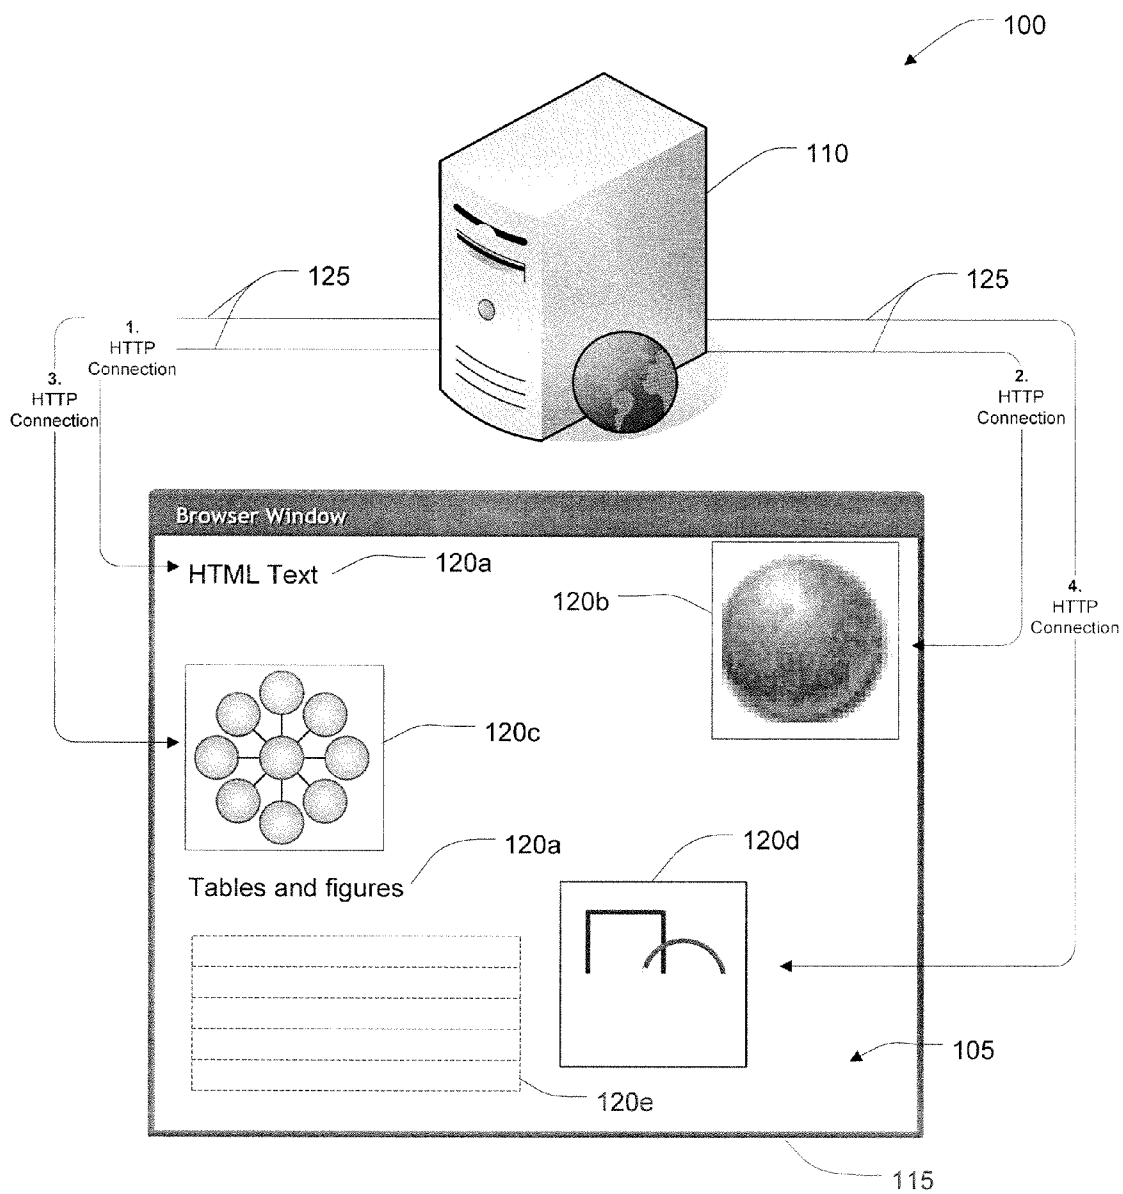 100
110
125
125
1.
HTTP
Connection
3.
HTTP
Connection
2.
HTTP
Connection
Browser Window
HTML Text
120a
120b
4.
HTTP
Connection
120c
120a
120d
Tables and figures
105
120e
115